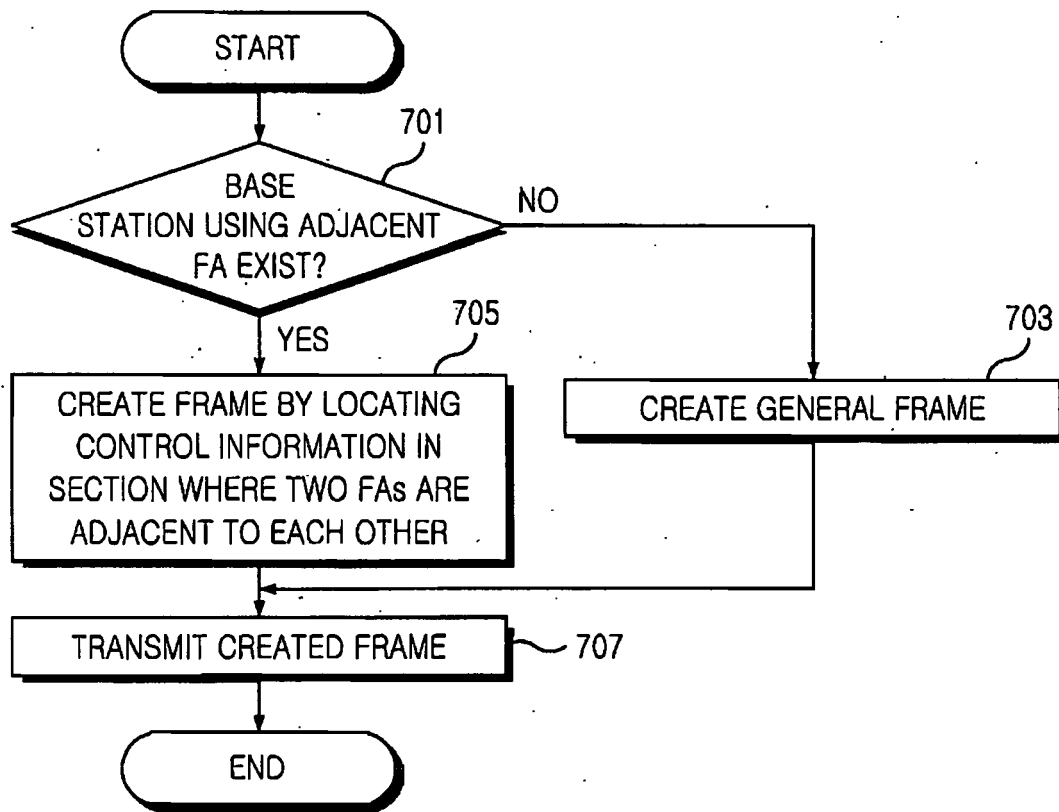 START
701
BASE
STATION USING ADJACENT
FA EXIST?
NO
YES
705
CREATE FRAME BY LOCATING
CONTROL INFORMATION IN
SECTION WHERE TWO FAs ARE
ADJACENT TO EACH OTHER
703
CREATE GENERAL FRAME
TRANSMIT CREATED FRAME
707
END